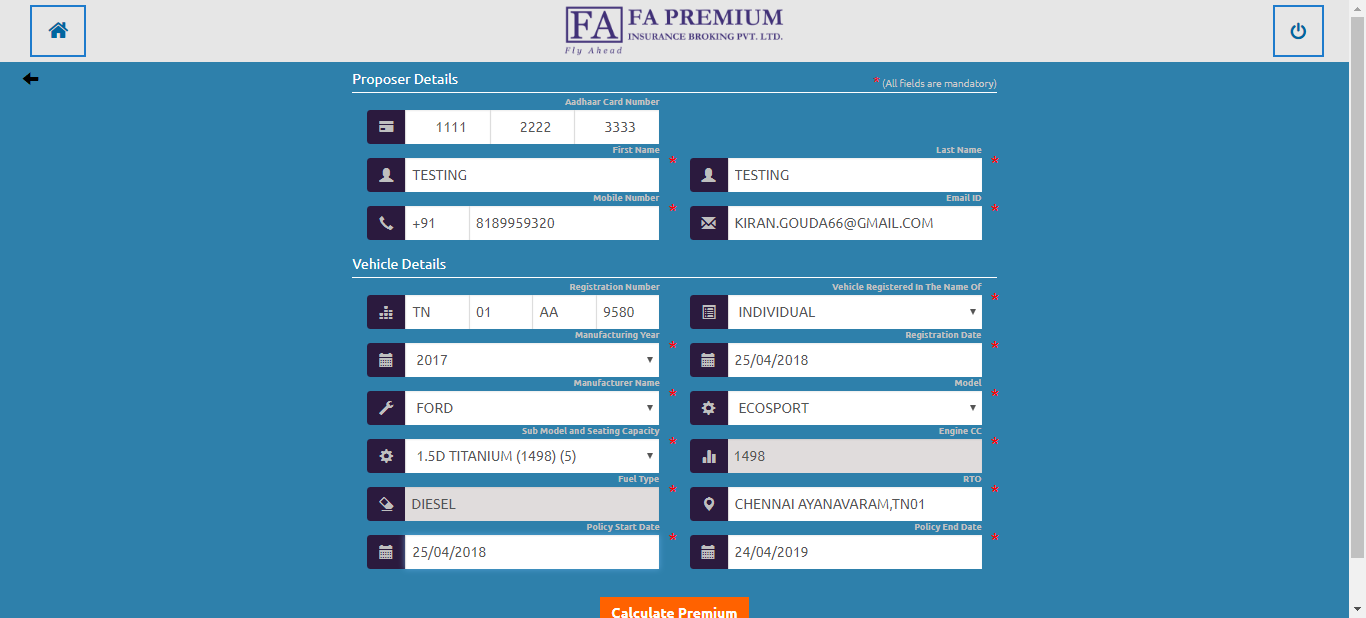 FA FA PREMIUM
INSURANCE BROKING PVT. LTD.
Fly Ahead
Proposer Details
* (All fields are mandatory)
Aadhaar Card Number
1111 2222 3333
First Name Last Name
TESTING * TESTING *
Mobile Number Email ID
+91 8189959320 * KIRAN.GOUDA66@GMAIL.COM *
Vehicle Details
Registration Number Vehicle Registered In The Name Of
TN 01 AA 9580 INDIVIDUAL *
Manufacturing Year Registration Date
2017 * 25/04/2018 *
Manufacturer Name Model
FORD * ECOSPORT *
Sub Model and Seating Capacity Engine CC
1.5D TITANIUM (1498) (5) * 1498 *
Fuel Type RTO
DIESEL * CHENNAI AYANAVARAM,TN01 *
Policy Start Date Policy End Date
25/04/2018 * 24/04/2019 *
Calculate Premium